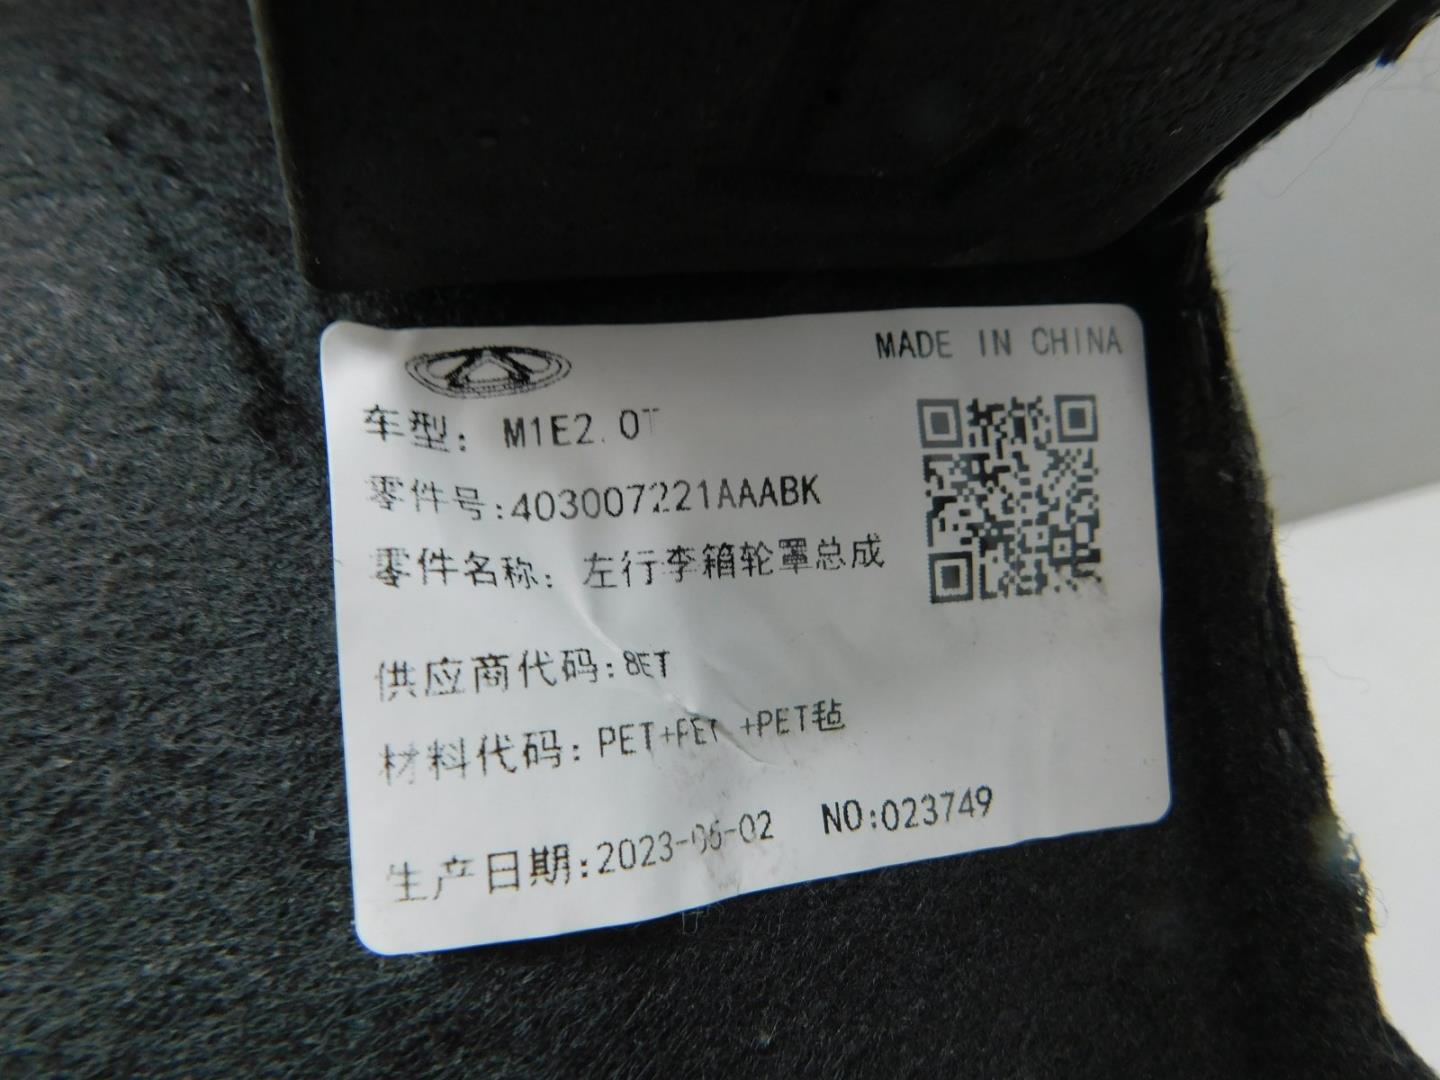 MADE IN CHINA
车型: M1E2.0T
零件号:403007221AAABK
零件名称: 左行李箱轮罩总成
供应商代码:8ET
材料代码: PET+PET +PET毡
生产日期:2023-06-02 NO:023749